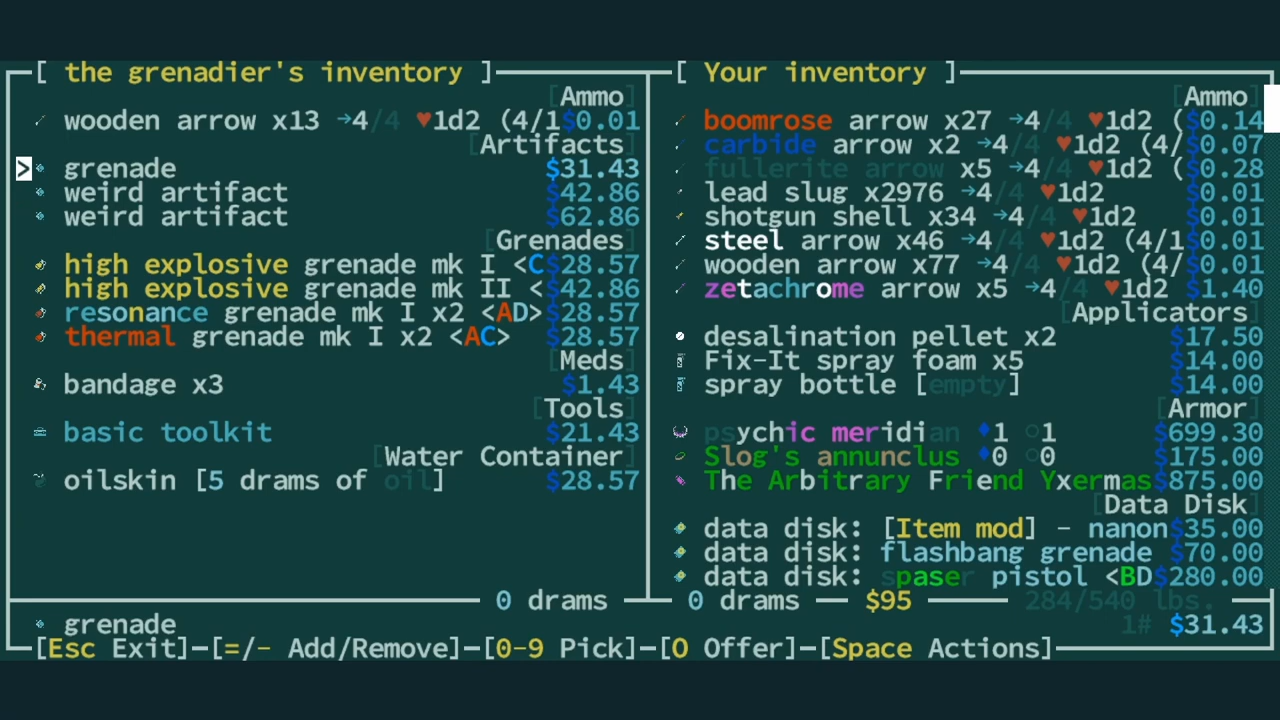 [ the grenadier's inventory ]
[Ammo]
wooden arrow x13 →4/4 ♥1d2 (4/1$0.01
[Artifacts]
> grenade $31.43
weird artifact $42.86
weird artifact $62.86
[Grenades]
high explosive grenade mk I <C$28.57
high explosive grenade mk II <$42.86
resonance grenade mk I x2 <AD>$28.57
thermal grenade mk I x2 <AC> $28.57
[Meds]
bandage x3 $1.43
[Tools]
basic toolkit $21.43
[Water Container]
oilskin [5 drams of oil] $28.57
0 drams
[ Your inventory ]
[Ammo]
boomrose arrow x27 →4/4 ♥1d2 ($0.14
carbide arrow x2 →4/4 ♥1d2 (4/$0.07
fullerite arrow x5 →4/4 ♥1d2 ($0.28
lead slug x2976 →4/4 ♥1d2 $0.01
shotgun shell x34 →4/4 ♥1d2 $0.01
steel arrow x46 →4/4 ♥1d2 (4/1$0.01
wooden arrow x77 →4/4 ♥1d2 (4/$0.01
zetachrome arrow x5 →4/4 ♥1d2 $1.40
[Applicators]
desalination pellet x2 $17.50
Fix-It spray foam x5 $14.00
spray bottle [empty] $14.00
[Armor]
psychic meridian ♦1 ○1 $699.30
Slog's annunclus ♦0 ○0 $175.00
The Arbitrary Friend Yxermas$875.00
[Data Disk]
data disk: [Item mod] - nanon$35.00
data disk: flashbang grenade $70.00
data disk: spaser pistol <BD$280.00
0 drams $95 284/540 lbs.
grenade 1# $31.43
[Esc Exit] [=/- Add/Remove] [0-9 Pick] [O Offer] [Space Actions]